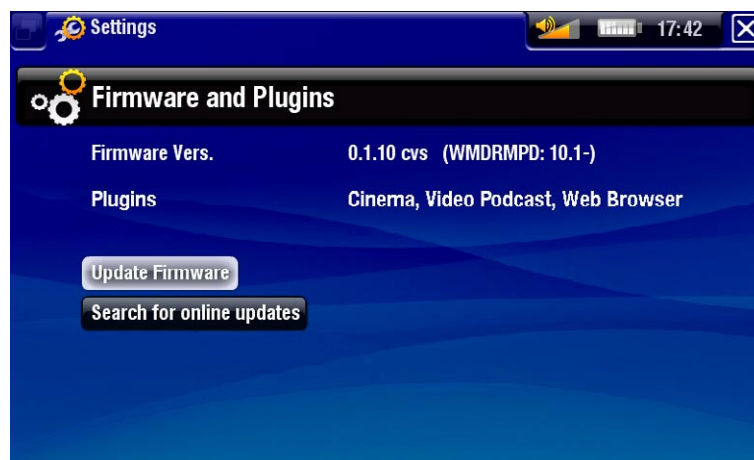 Settings
17:42
Firmware and Plugins
Firmware Vers. 0.1.10 cvs (WMDRMPD: 10.1-)
Plugins Cinema, Video Podcast, Web Browser
Update Firmware
Search for online updates